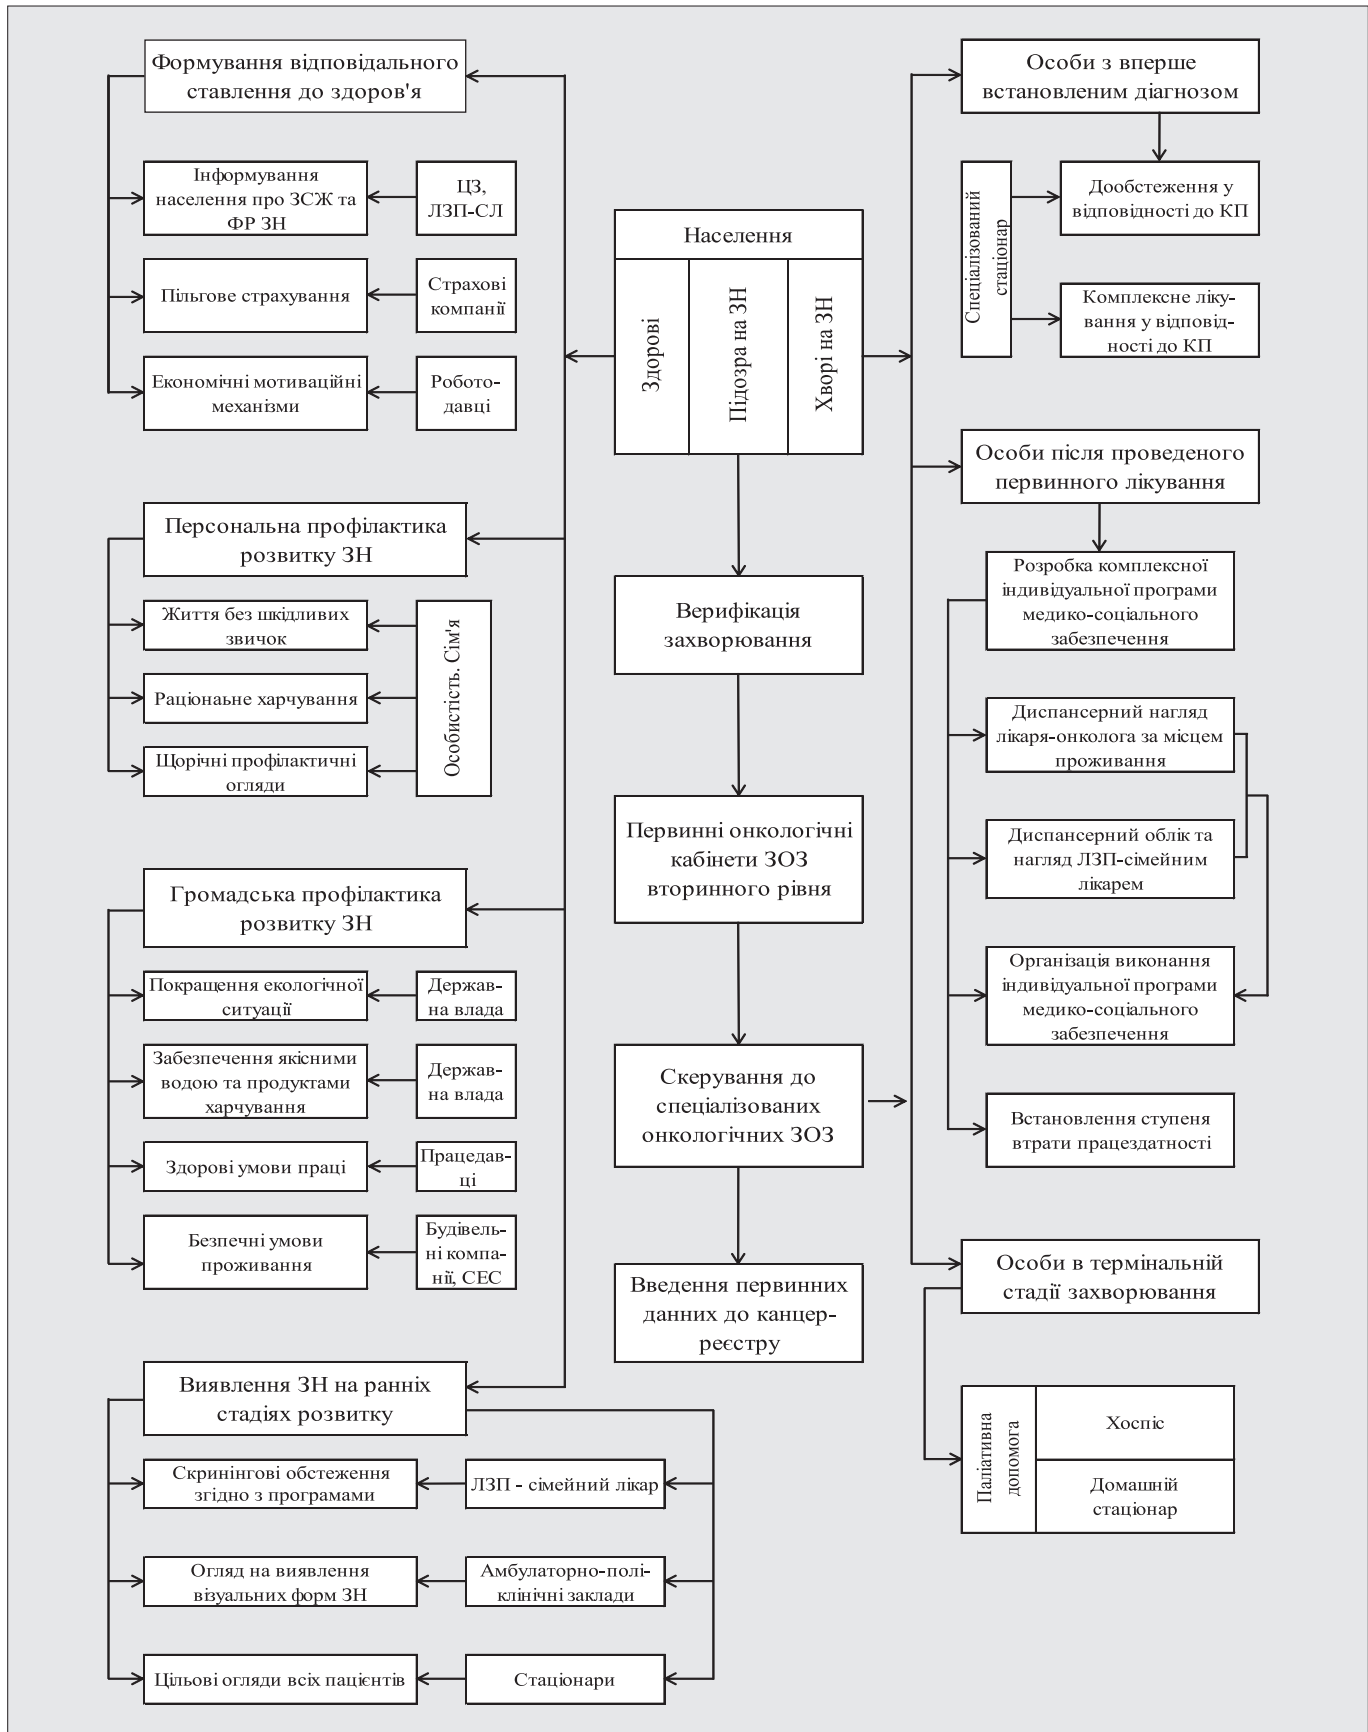 Формування відповідального
ставлення до здоров'я
Інформування
населення про ЗСЖ та
ФР ЗН
ЦЗ,
ЛЗП-СЛ
Пільгове страхування
Страхові
компанії
Економічні мотиваційні
механізми
Робото-
давці
Персональна профілактика
розвитку ЗН
Життя без шкідливих
звичок
Раціонаьне харчування
Щорічні профілактичні
огляди
Особистість. Сім'я
Громадська профілактика
розвитку ЗН
Покращення екологічної
ситуації
Держав-
на влада
Забезпечення якісними
водою та продуктами
харчування
Держав-
на влада
Здорові умови праці
Працедав-
ці
Безпечні умови
проживання
Будівель-
ні компа-
нії, СЕС
Виявлення ЗН на ранніх
стадіях розвитку
Скринінгові обстеження
згідно з програмами
ЛЗП - сімейний лікар
Огляд на виявлення
візуальних форм ЗН
Амбулаторно-полі-
клінічні заклади
Цільові огляди всіх пацієнтів
Стаціонари
Населення
Здорові
Підозра на ЗН
Хворі на ЗН
Верифікація
захворювання
Первинні онкологічні
кабінети ЗОЗ
вторинного рівня
Скерування до
спеціалізованих
онкологічних ЗОЗ
Введення первинних
данних до канцер-
реєстру
Особи з вперше
встановленим діагнозом
Спеціалізований
стаціонар
Дообстеження у
відповідності до КП
Комплексне ліку-
вання у відповід-
ності до КП
Особи після проведеного
первинного лікування
Розробка комплексної
індивідуальної програми
медико-соціального
забезпечення
Диспансерний нагляд
лікаря-онколога за місцем
проживання
Диспансерний облік та
нагляд ЛЗП-сімейним
лікарем
Організація виконання
індивідуальної програми
медико-соціального
забезпечення
Встановлення ступеня
втрати працездатності
Особи в термінальній
стадії захворювання
Паліативна
допомога
Хоспіс
Домашній
стаціонар